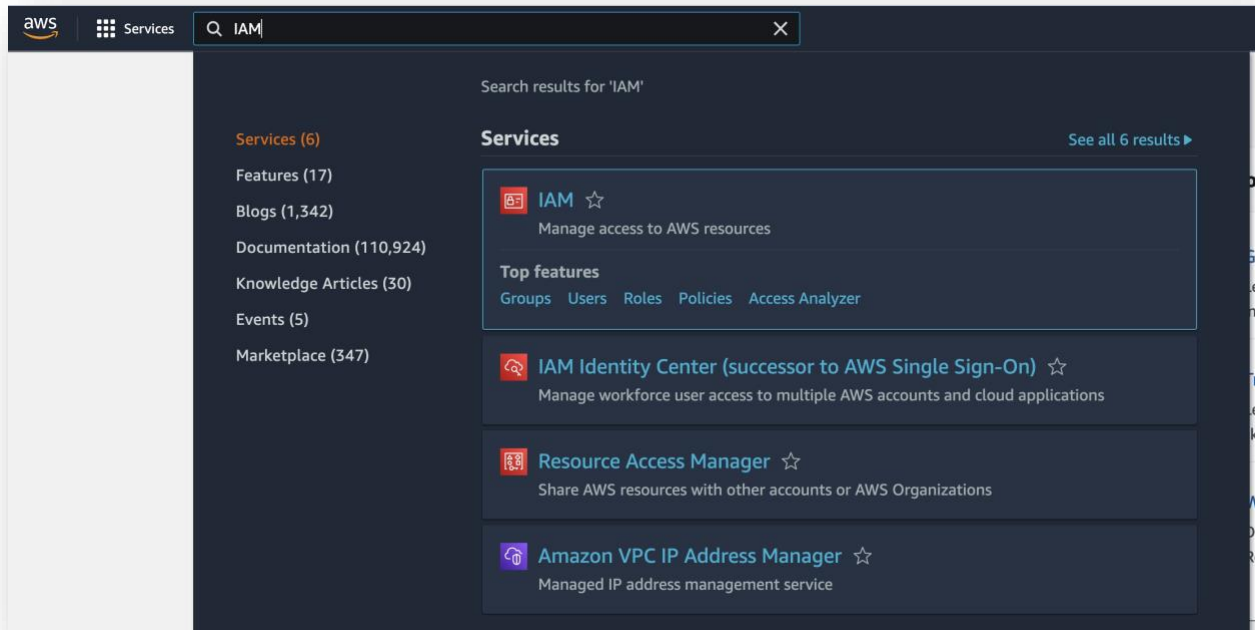 aws
Services
IAM
Search results for 'IAM'
Services (6)
Features (17)
Blogs (1,342)
Documentation (110,924)
Knowledge Articles (30)
Events (5)
Marketplace (347)
Services
See all 6 results
IAM
Manage access to AWS resources
Top features
Groups Users Roles Policies Access Analyzer
IAM Identity Center (successor to AWS Single Sign-On)
Manage workforce user access to multiple AWS accounts and cloud applications
Resource Access Manager
Share AWS resources with other accounts or AWS Organizations
Amazon VPC IP Address Manager
Managed IP address management service